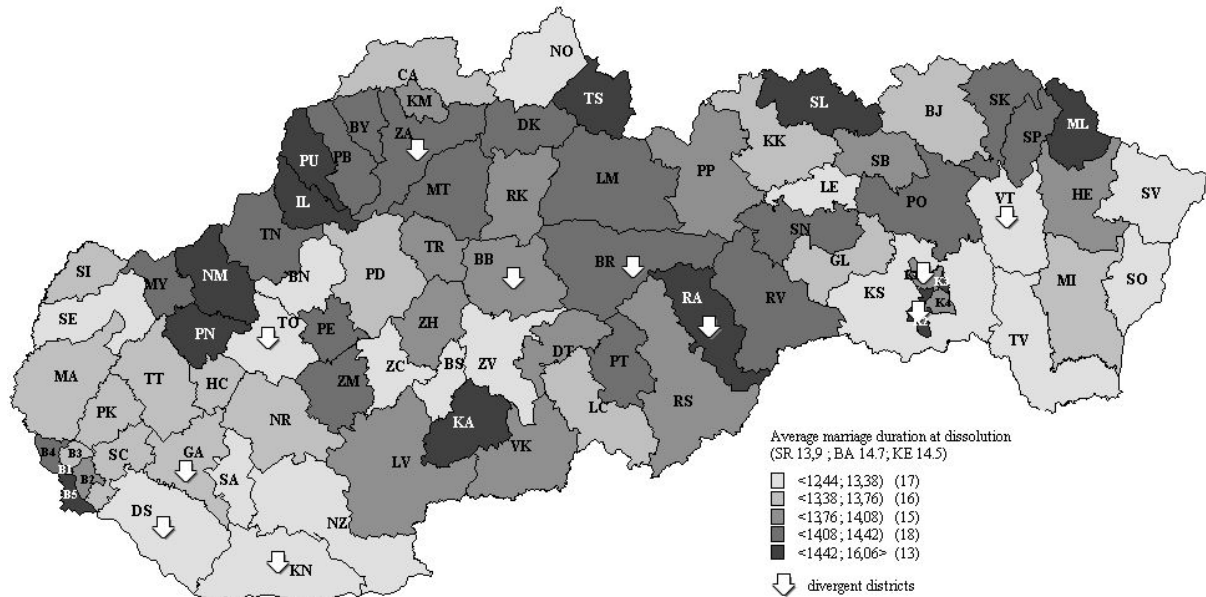 NO
CA
KM
TS
SL
BJ
SK
SP
ML
BY
ZA
DK
PU
PB
KK
SB
HE
SV
IL
MT
RK
LM
PP
LE
PO
VT
TN
SN
SI
MY
NM
BN
PD
TR
BB
BR
RA
RV
GL
KS
MI
SO
SE
PN
TO
PE
ZH
K4
TV
MA
TT
HC
ZM
ZC
BS
ZV
DT
PT
PK
NR
KA
LC
RS
B4
B3
SC
GA
LV
VK
B1
B2
SA
B5
DS
NZ
KN
Average marriage duration at dissolution
(SR 13,9 ; BA 14.7; KE 14.5)
<12,44; 13,38) (17)
<13,38; 13,76) (16)
<13,76; 14,08) (15)
<14,08; 14,42) (18)
<14,42; 16,06> (13)
divergent districts